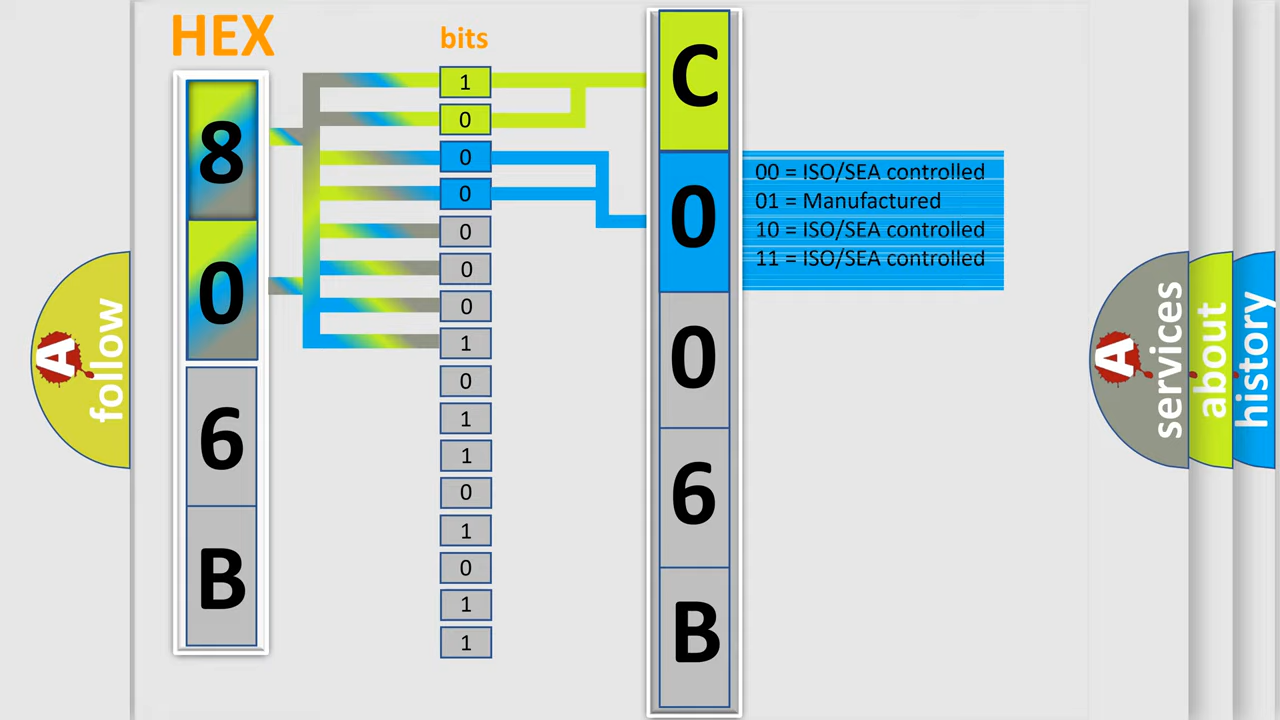 HEX
bits
8
0
6
B
1
0
0
0
0
0
0
1
0
1
1
0
1
0
1
1
C
0
0
6
B
00 = ISO/SEA controlled
01 = Manufactured
10 = ISO/SEA controlled
11 = ISO/SEA controlled
A
follow
A
services
about
history